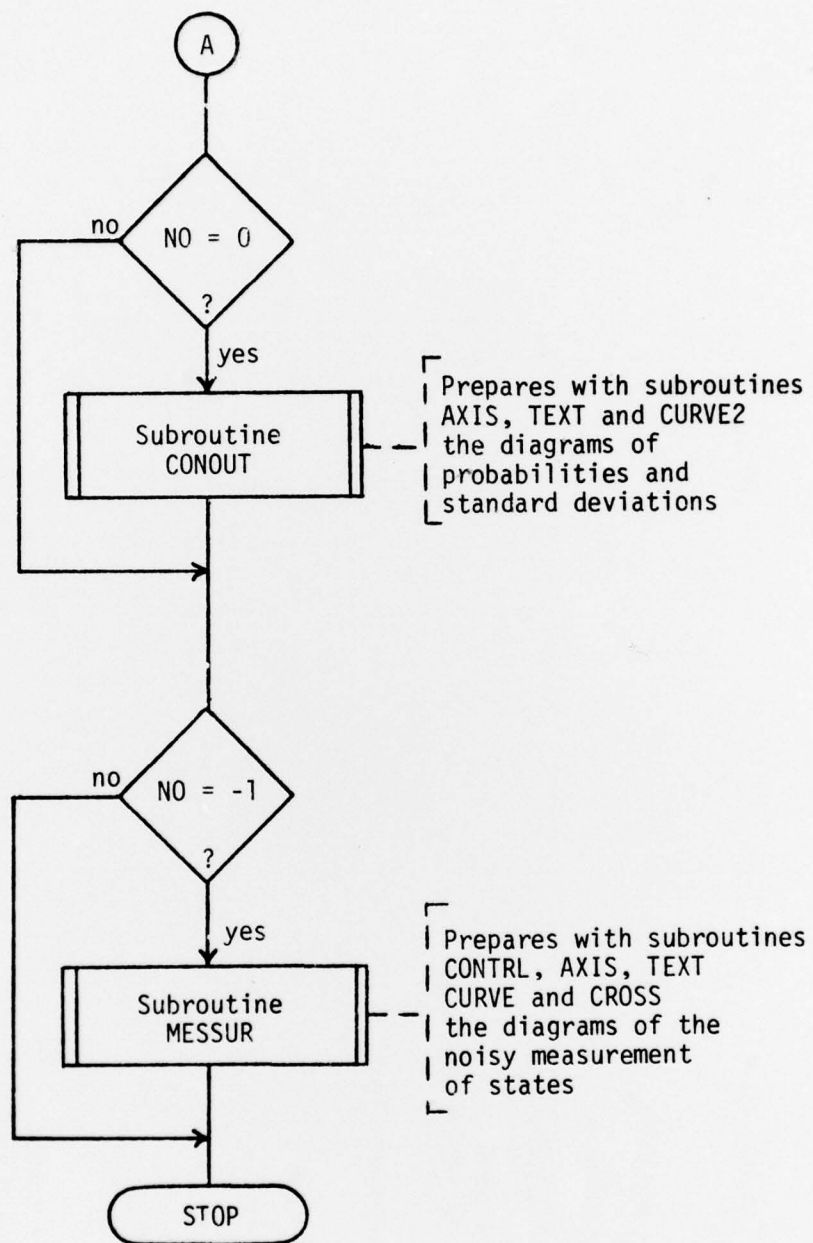 A
no
NO = 0
?
yes
Subroutine
CONOUT
Prepares with subroutines
AXIS, TEXT and CURVE2
the diagrams of
probabilities and
standard deviations
no
NO = -1
?
yes
Subroutine
MESSUR
Prepares with subroutines
CONTRL, AXIS, TEXT
CURVE and CROSS
the diagrams of the
noisy measurement
of states
STOP